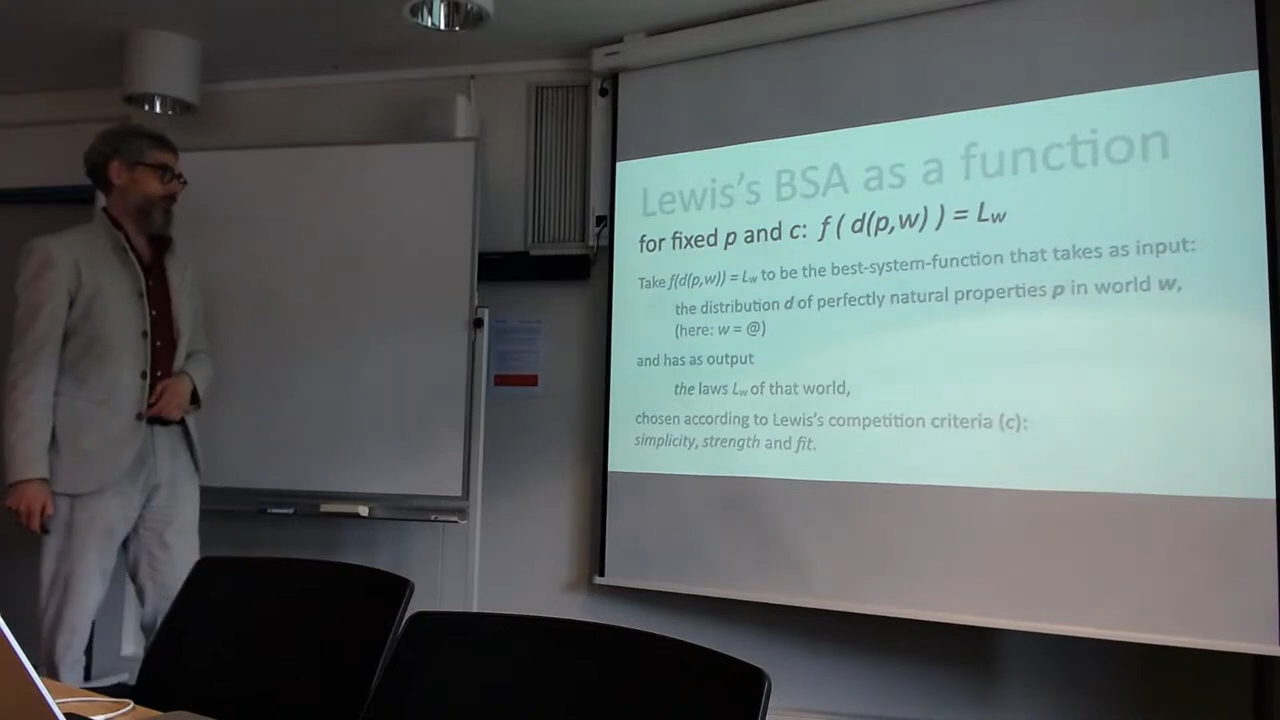 Lewis's BSA as a function
for fixed p and c: f ( d(p,w) ) = Lw
Take f(d(p,w)) = Lw to be the best-system-function that takes as input:
the distribution d of perfectly natural properties p in world w,
(here: w = @)
and has as output
the laws Lw of that world,
chosen according to Lewis's competition criteria (c):
simplicity, strength and fit.